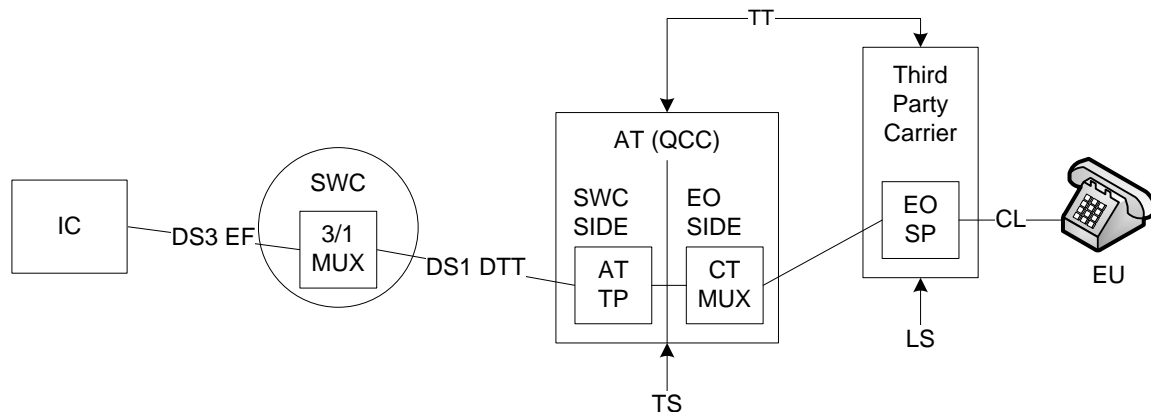 TT
Third
Party
Carrier
AT (QCC)
SWC
SWC
SIDE
EO
SIDE
IC
DS3 EF
3/1
MUX
DS1 DTT
AT
TP
CT
MUX
EO
SP
CL
EU
LS
TS